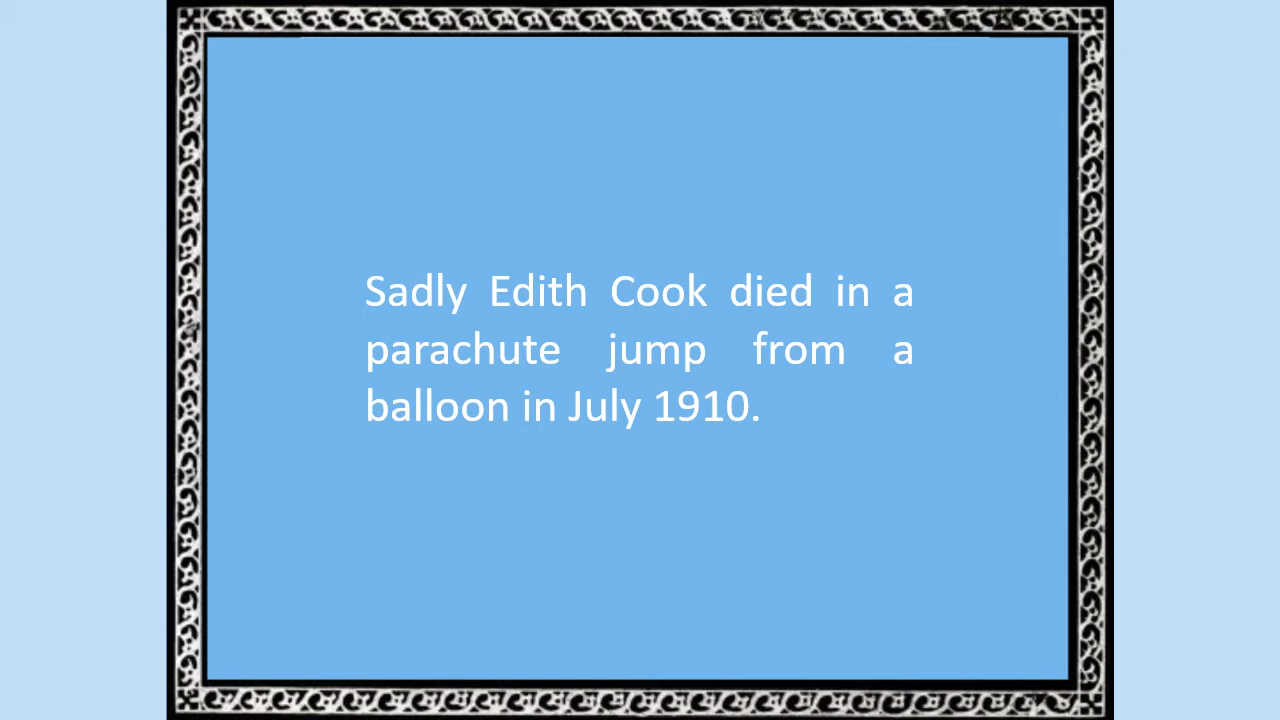 Sadly Edith Cook died in a
parachute jump from a
balloon in July 1910.